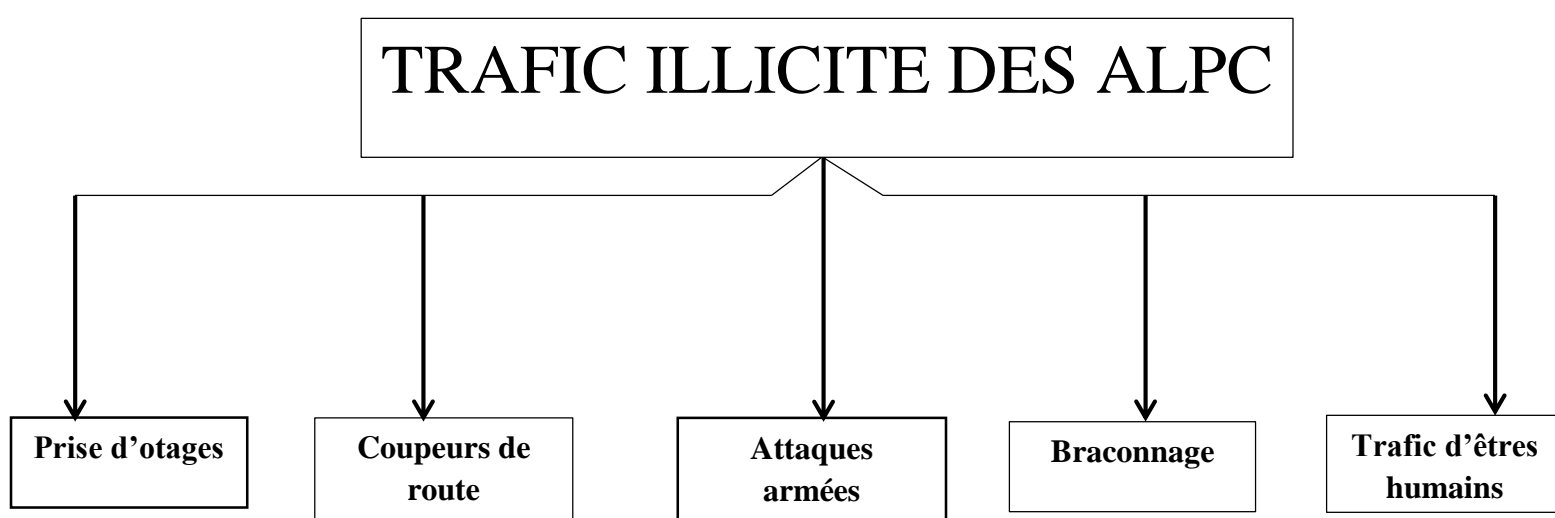 TRAFIC ILLICITE DES ALPC
Prise d’otages
Coupeurs de
route
Attaques
armées
Braconnage
Trafic d’êtres
humains